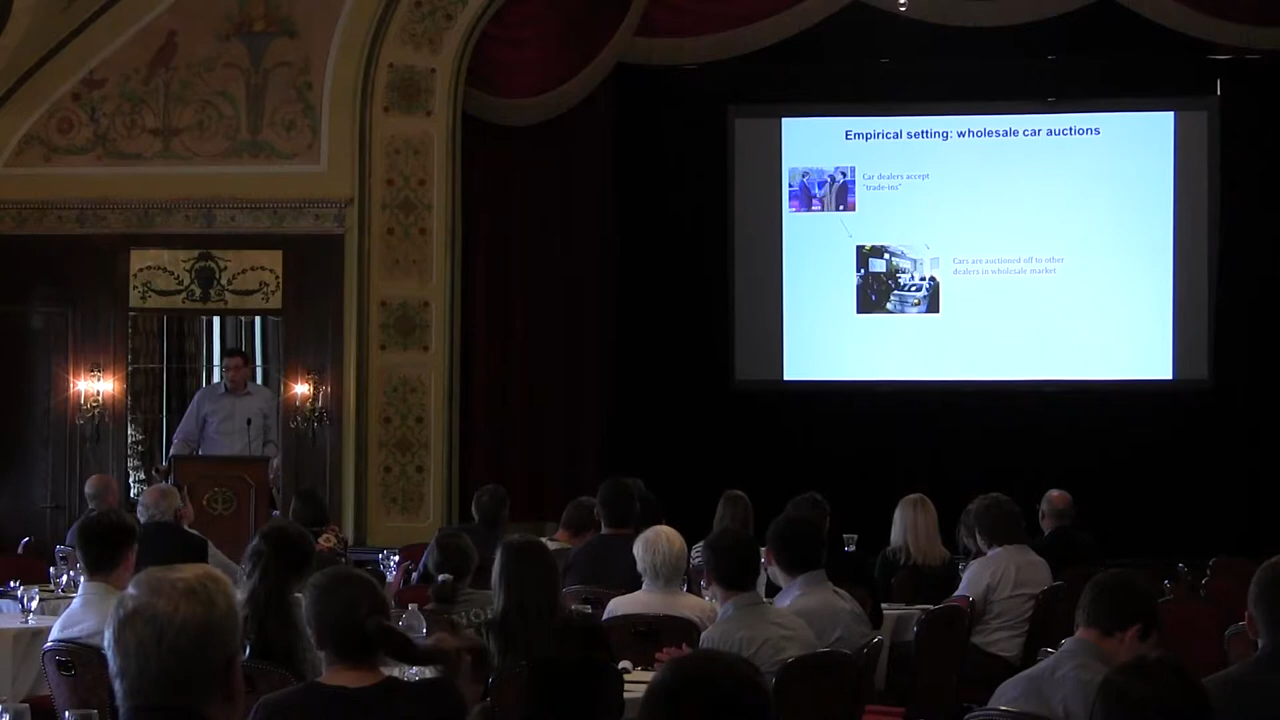 Empirical setting: wholesale car auctions
Car dealers accept
"trade-ins"
Cars are auctioned off to other
dealers in wholesale market